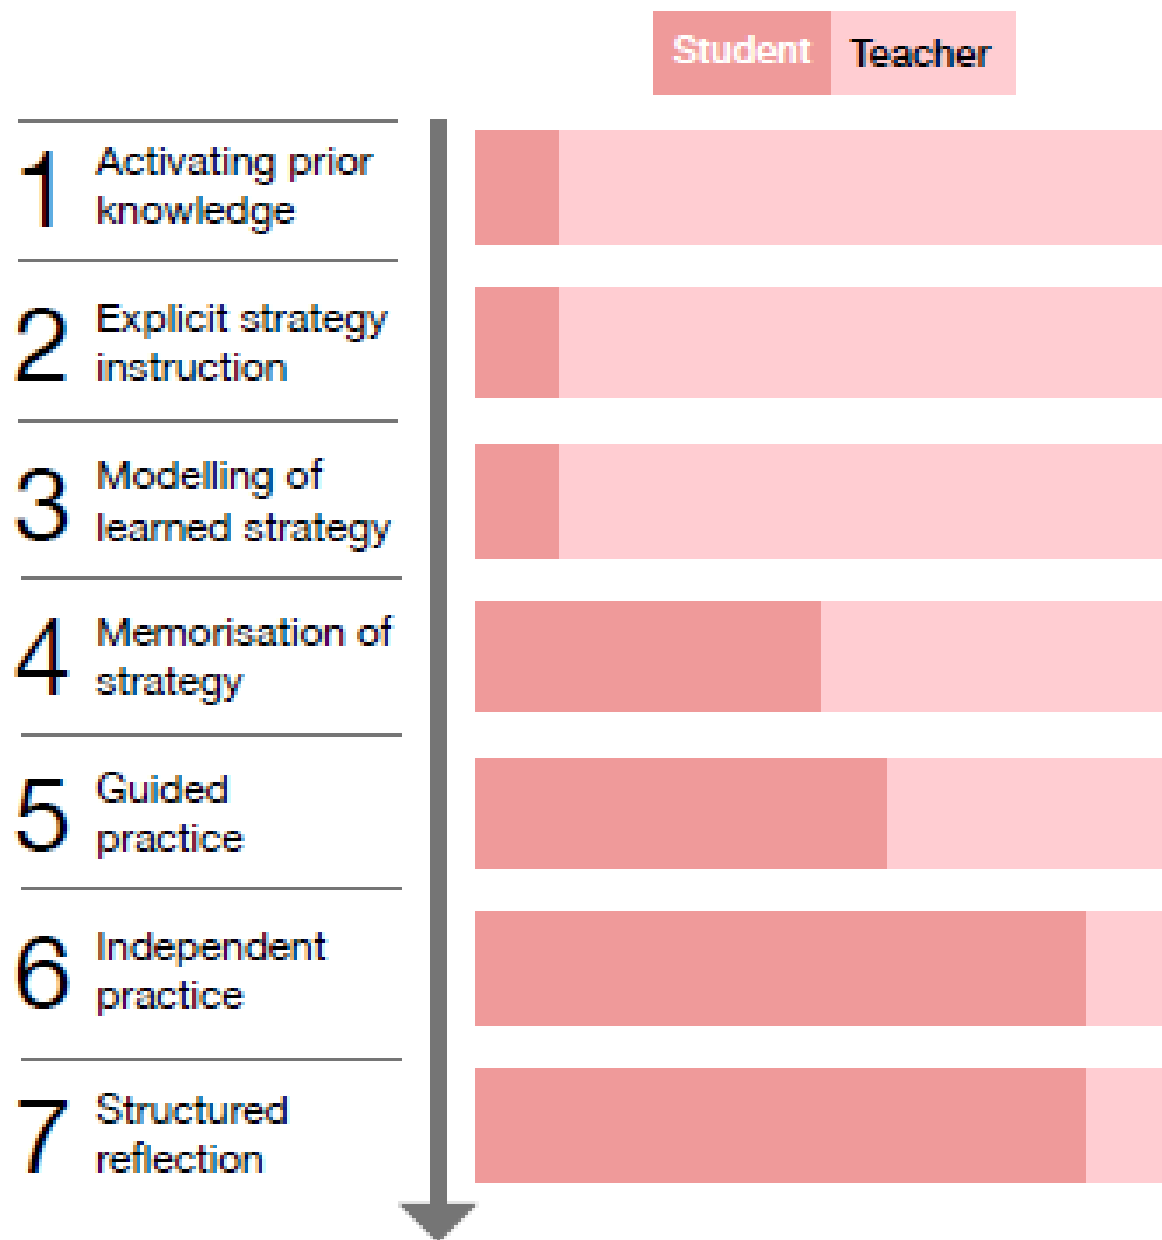 Student Teacher
1 Activating prior
knowledge
2 Explicit strategy
instruction
3 Modelling of
learned strategy
4 Memorisation of
strategy
5 Guided
practice
6 Independent
practice
7 Structured
reflection